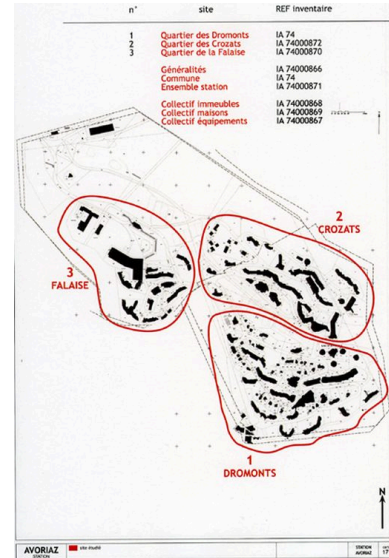 n° site REF inventaire
1 Quartier des Dromonts IA 74
2 Quartier des Crozats IA 74000872
3 Quartier de la Falaise IA 74000870
Généralités IA 74000866
Commune IA 74
Ensemble station IA 74000871
Collectif immeubles IA 74000868
Collectif maisons IA 74000869
Collectif équipements IA 74000867
2
CROZATS
3
FALAISE
1
DROMONTS
N
AVORIAZ
STATION
site étudié
STATION
AVORIAZ